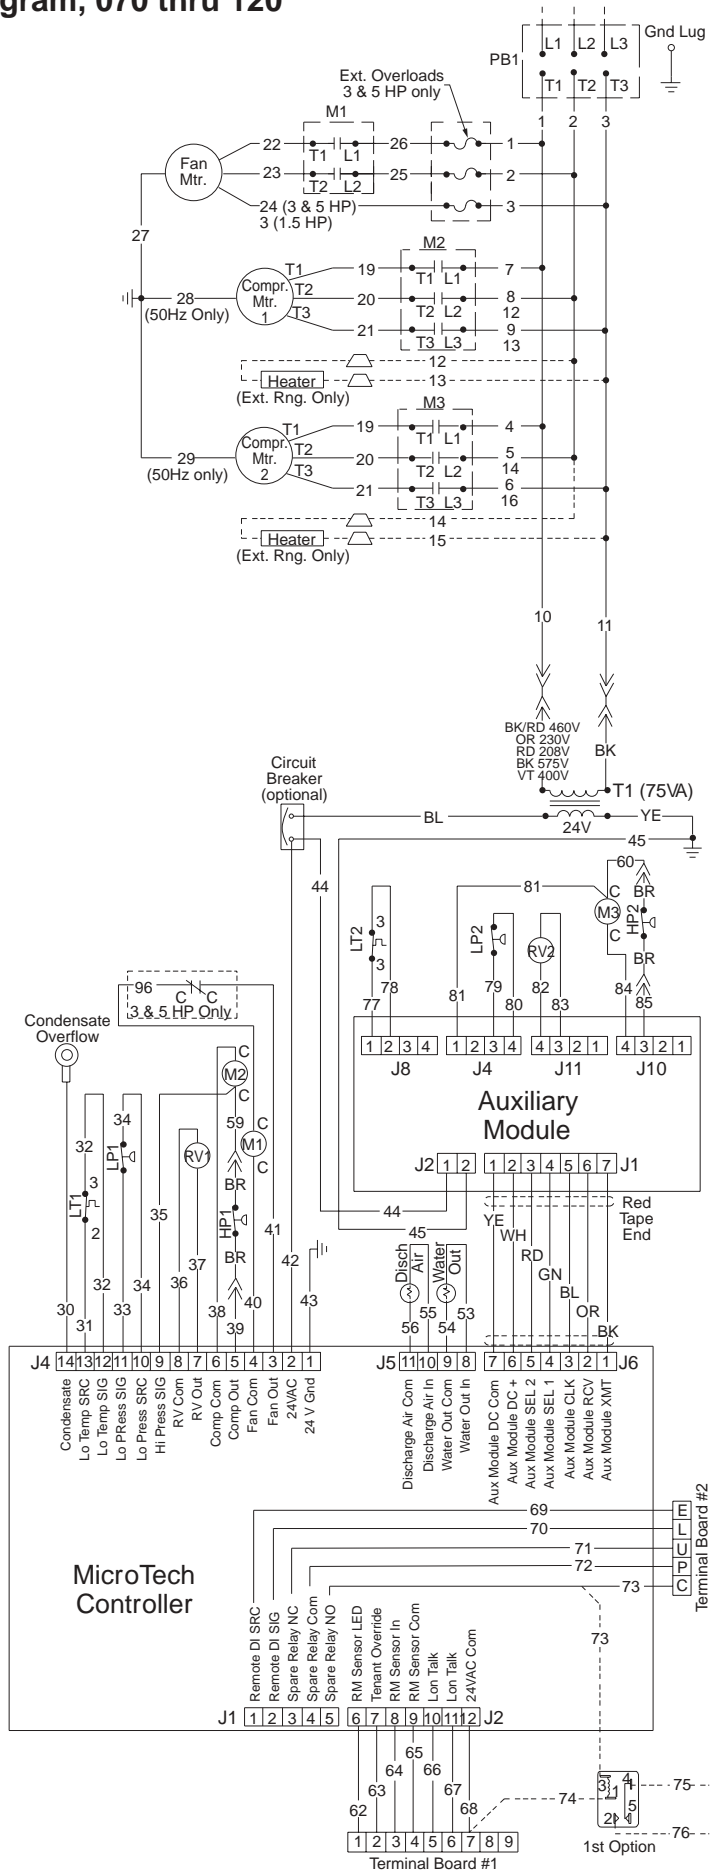 gram, 070 thru 120
L1 L2 L3
Gnd Lug
PB1
T1 T2 T3
1 2 3
Ext. Overloads
3 & 5 HP only
M1
22 T1 L1 26 1
Fan
Mtr.
23 T2 L2 25 2
24 (3 & 5 HP) 3
3 (1.5 HP)
27
M2
T1 19 T1 L1 7
Compr.
Mtr.
1
28
(50Hz Only)
T2 20 T2 L2 8
12
T3 21 T3 L3 9
13
12
Heater 13
(Ext. Rng. Only)
M3
T1 19 T1 L1 4
Compr.
Mtr.
2
29
(50Hz only)
T2 20 T2 L2 5
14
T3 21 T3 L3 6
16
14
Heater 15
(Ext. Rng. Only)
10 11
BK/RD 460V
OR 230V
RD 208V
BK 575V
VT 400V
BK
T1 (75VA)
Circuit
Breaker
(optional)
BL 24V YE
45
44
60
81 C BR
M3 HP2
C
BR
LT2 3
3
LP2
RV2
77 78 81 79 80 82 83 84 85
1 2 3 4 1 2 3 4 4 3 2 1 4 3 2 1
J8 J4 J11 J10
Auxiliary
Module
J2 1 2 1 2 3 4 5 6 7 J1
96
C C
3 & 5 HP Only
Condensate
Overflow
C
M2
C
59
C
M1
C
RV1
BR
HP1
BR
32 34
LP1
3
LT1
2
35
41
44
45
42
43
30 31 32 33 34 36 37 38 39 40
Red
Tape
End
YE
WH
RD
GN
BL
OR
BK
Disch
Air
Water
Out
56 55 54 53
J4 14 13 12 11 10 9 8 7 6 5 4 3 2 1
J5 11 10 9 8
7 6 5 4 3 2 1 J6
Condensate
Lo Temp SRC
Lo Temp SIG
Lo PRess SIG
Lo Press SRC
Hi Press SIG
RV Com
RV Out
Comp Com
Comp Out
Fan Com
Fan Out
24VAC
24 V Gnd
Discharge Air Com
Discharge Air In
Water Out Com
Water Out In
Aux Module DC Com
Aux Module DC +
Aux Module SEL 2
Aux Module SEL 1
Aux Module CLK
Aux Module RCV
Aux Module XMT
69 E
70 L
71 U
72 P
73 C
Terminal Board #2
MicroTech
Controller
73
Remote DI SRC
Remote DI SIG
Spare Relay NC
Spare Relay Com
Spare Relay NO
RM Sensor LED
Tenant Override
RM Sensor In
RM Sensor Com
Lon Talk
Lon Talk
24VAC Com
J1 1 2 3 4 5 6 7 8 9 10 11 12 J2
62 63 64 65 66 67 68
74
3 4
1
2 5
75
76
1st Option
1 2 3 4 5 6 7 8 9
Terminal Board #1